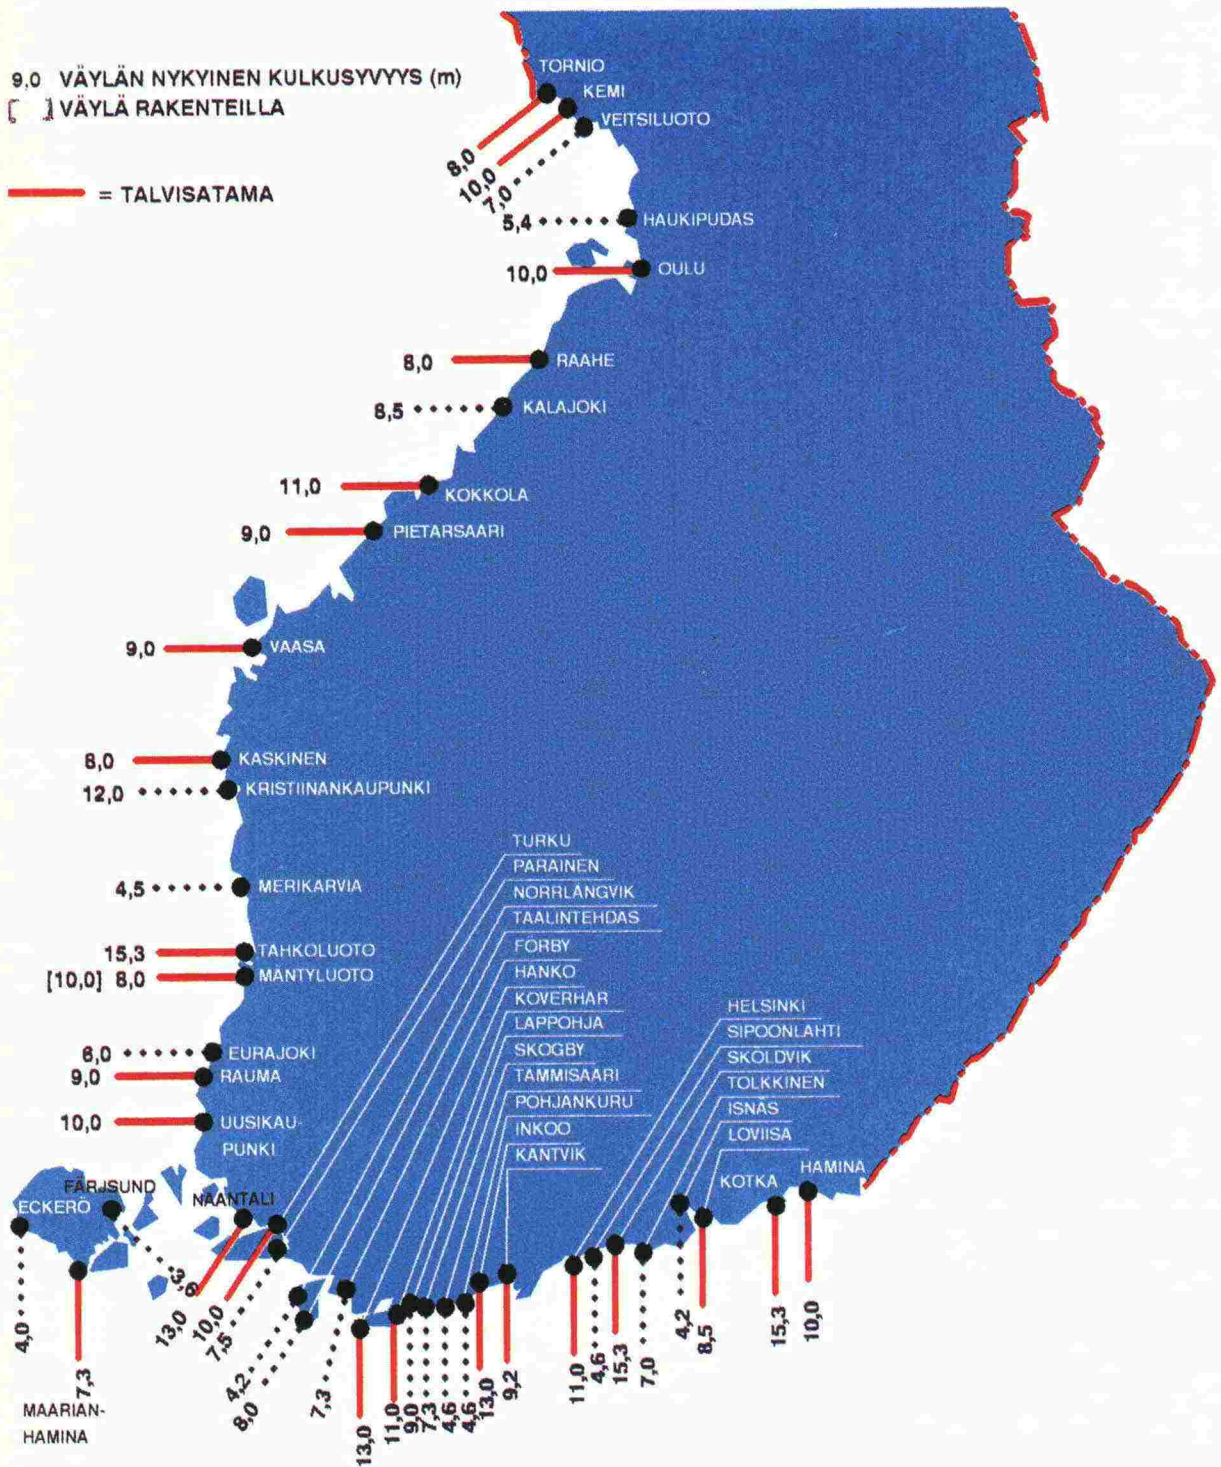 9,0 VÄYLÄN NYKYINEN KULKUSYVYYS (m)
[ ] VÄYLÄ RAKENTEILLA
= TALVISATAMA
TORNIO
KEMI
VEITSILUOTO
8,0
10,0
7,0
5,4
HAUKIPUDAS
10,0
OULU
8,0
RAAHE
8,5
KALAJOKI
11,0
KOKKOLA
9,0
PIETARSAARI
9,0
VAASA
8,0
KASKINEN
12,0
KRISTIINANKAUPUNKI
4,5
MERIKARVIA
15,3
TAHKOLUOTO
[10,0] 8,0
MANTYLUOTO
6,0
EURAJOKI
9,0
RAUMA
10,0
UUSIKAU-
PUNKI
TURKU
PARAINEN
NORRLÅNGVIK
TAALINTEHDAS
FORBY
HANKO
KOVERHAR
LAPPOHJA
SKOGBY
TAMMISAARI
POHJANKURU
INKOO
KANTVIK
HELSINKI
SIPOONLAHTI
SKOLDVIK
TOLKKINEN
ISNÄS
LOVIISA
KOTKA
HAMINA
FÄRJSUND
ECKERÖ
NAANTALI
4,0
7,3
MAARIAN-
HAMINA
3,6
13,0
10,0
7,5
4,2
8,0
7,3
13,0
11,0
9,0
7,3
4,6
4,6
13,0
9,2
11,0
4,6
15,3
7,0
4,2
8,5
15,3
10,0